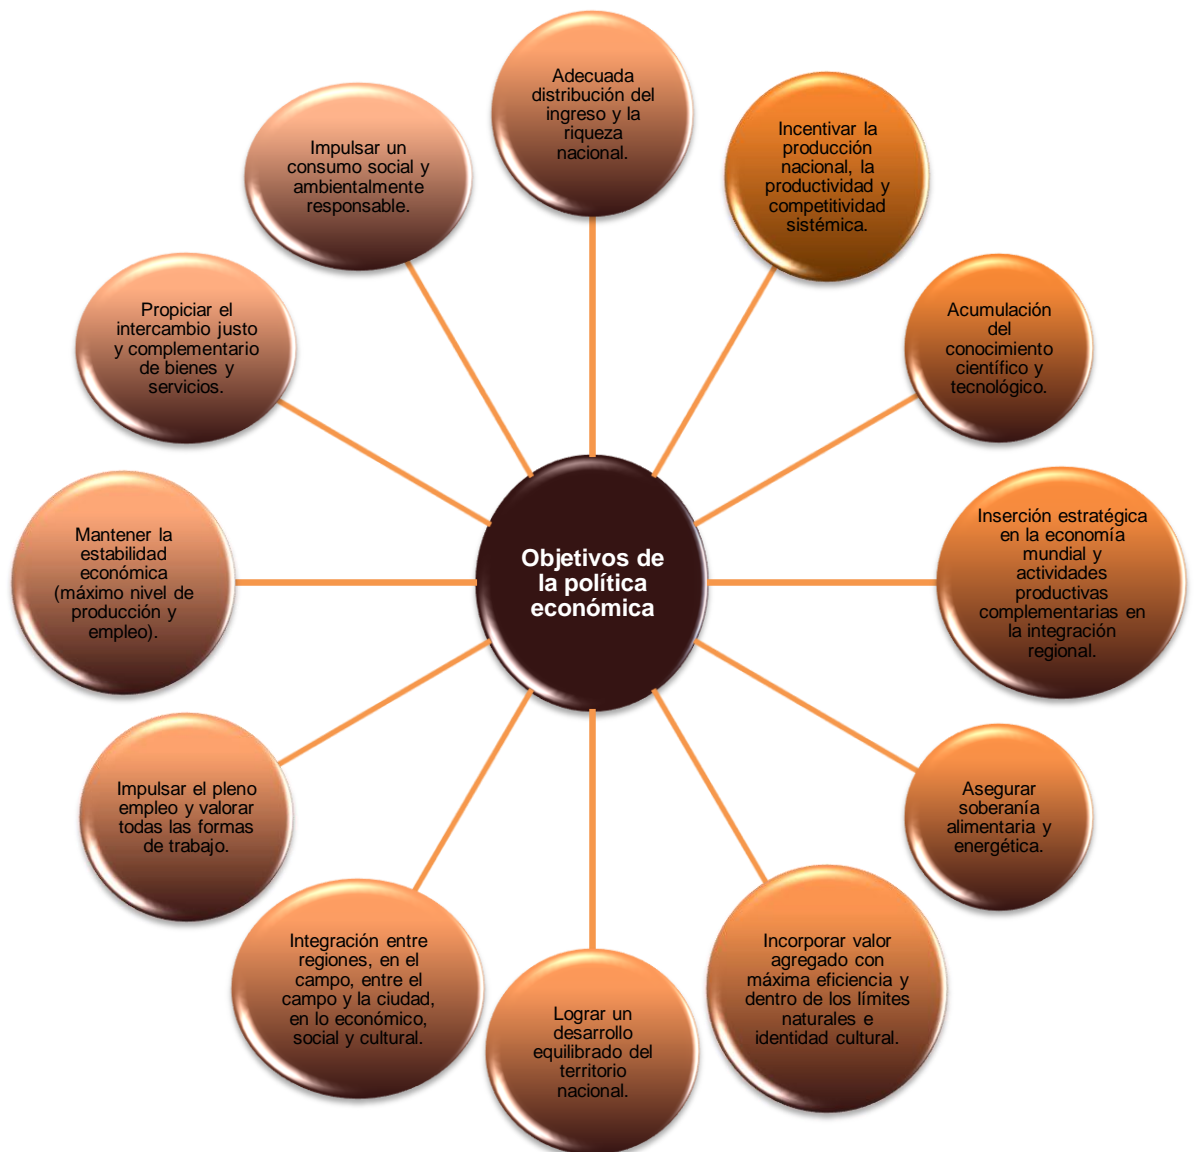 Adecuada
distribución del
ingreso y la
riqueza
nacional.
Incentivar la
producción
nacional, la
productividad y
competitividad
sistémica.
Acumulación
del
conocimiento
científico y
tecnológico.
Inserción estratégica
en la economía
mundial y
actividades
productivas
complementarias en
la integración
regional.
Asegurar
soberanía
alimentaria y
energética.
Incorporar valor
agregado con
máxima eficiencia y
dentro de los límites
naturales e
identidad cultural.
Lograr un
desarrollo
equilibrado del
territorio
nacional.
Integración entre
regiones, en el
campo, entre el
campo y la ciudad,
en lo económico,
social y cultural.
Impulsar el pleno
empleo y valorar
todas las formas
de trabajo.
Mantener la
estabilidad
económica
(máximo nivel de
producción y
empleo).
Propiciar el
intercambio justo
y complementario
de bienes y
servicios.
Impulsar un
consumo social y
ambientalmente
responsable.
Objetivos de
la política
económica